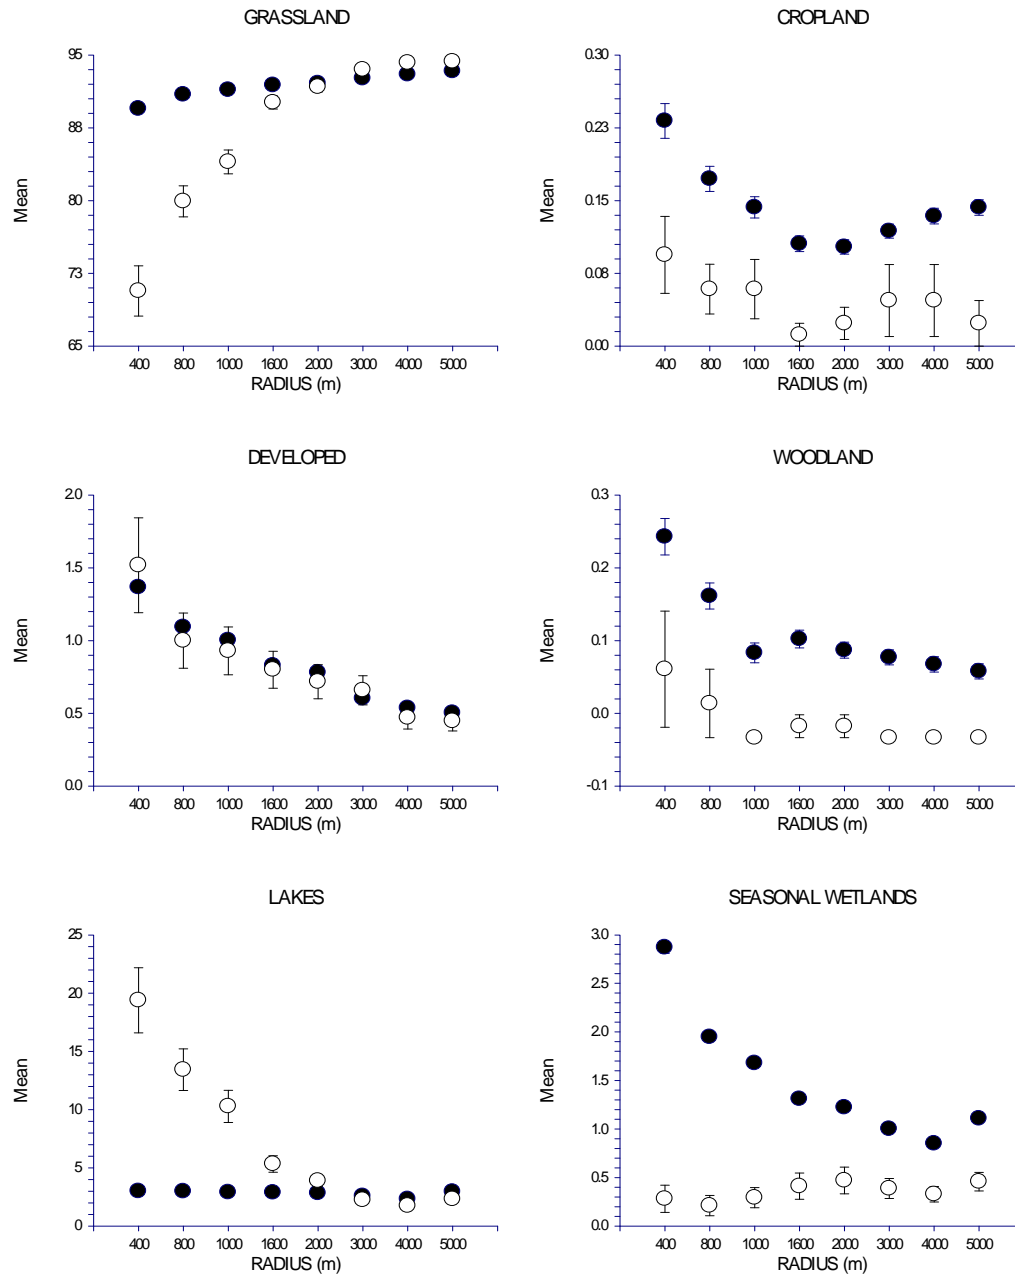 GRASSLAND
95
88
80
73
65
Mean
400 800 1000 1600 2000 3000 4000 5000
RADIUS (m)
CROPLAND
0.30
0.23
0.15
0.08
0.00
Mean
400 800 1000 1600 2000 3000 4000 5000
RADIUS (m)
DEVELOPED
2.0
1.5
1.0
0.5
0.0
Mean
400 800 1000 1600 2000 3000 4000 5000
RADIUS (m)
WOODLAND
0.3
0.2
0.1
0.0
-0.1
Mean
400 800 1000 1600 2000 3000 4000 5000
RADIUS (m)
LAKES
25
20
15
10
5
0
Mean
400 800 1000 1600 2000 3000 4000 5000
RADIUS (m)
SEASONAL WETLANDS
3.0
2.5
2.0
1.5
1.0
0.5
0.0
Mean
400 800 1000 1600 2000 3000 4000 5000
RADIUS (m)